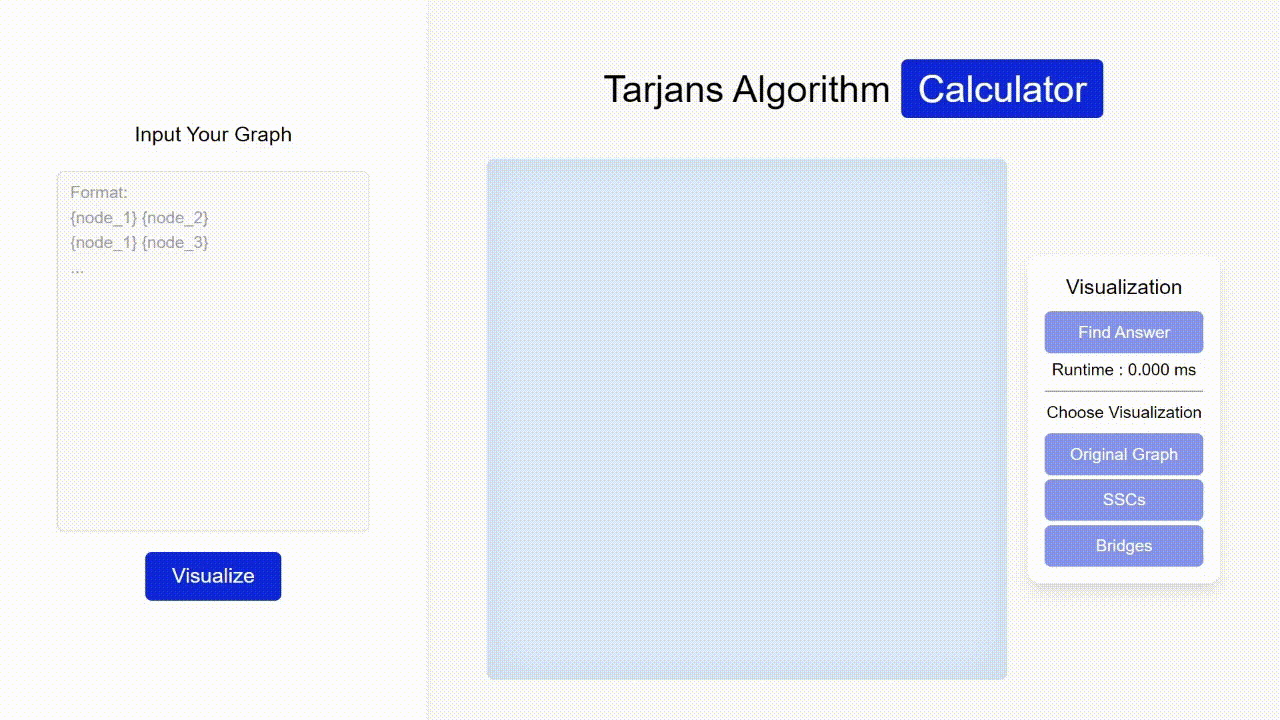 Tarjans Algorithm Calculator
Input Your Graph
Format:
{node_1} {node_2}
{node_1} {node_3}
...
Visualize
Visualization
Find Answer
Runtime : 0.000 ms
Choose Visualization
Original Graph
SSCs
Bridges